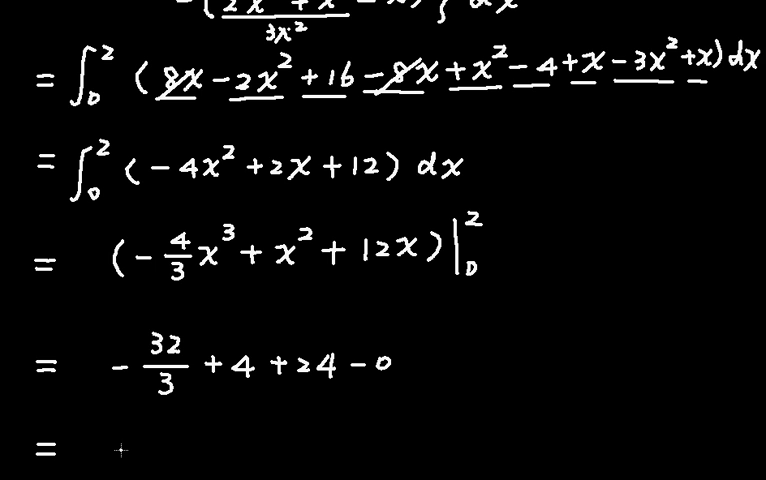 3x²
= ∫₀² (8x - 2x² + 16 - 8x + x² - 4 + x - 3x² + x) dx
= ∫₀² (-4x² + 2x + 12) dx
= (-4/3 x³ + x² + 12x) |₀²
= -32/3 + 4 + 24 - 0
=